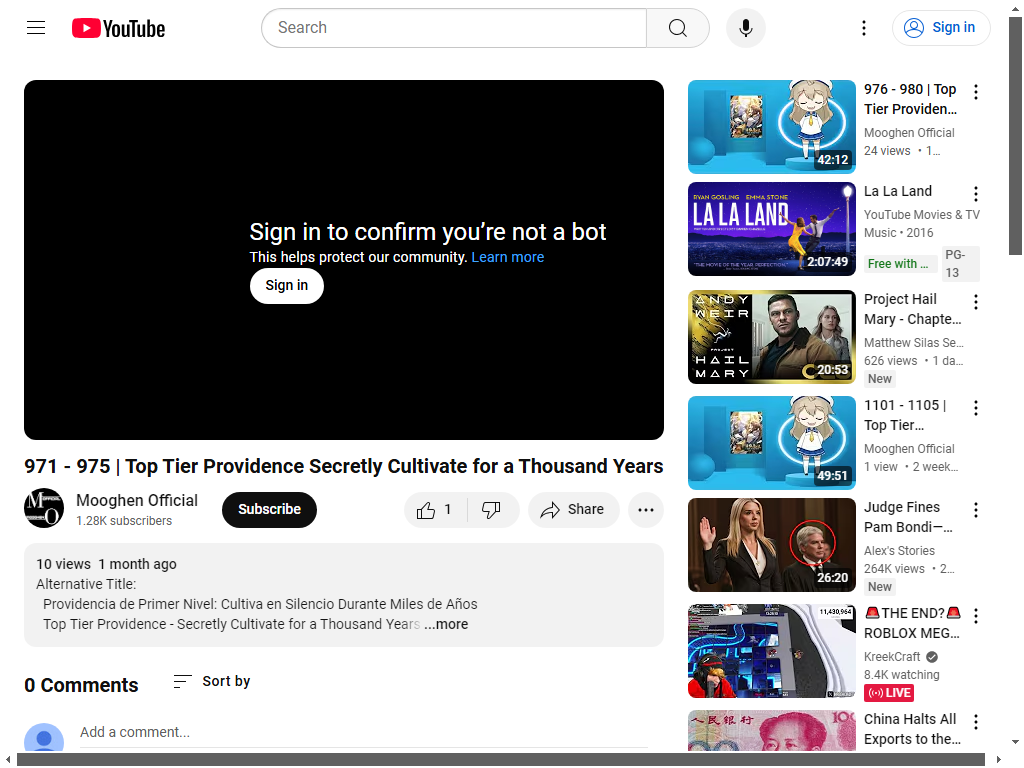 YouTube
Search
Sign in
Sign in to confirm you’re not a bot
This helps protect our community. Learn more
Sign in
971 - 975 | Top Tier Providence Secretly Cultivate for a Thousand Years
Mooghen Official
1.28K subscribers
Subscribe
1
Share
10 views 1 month ago
Alternative Title:
Providencia de Primer Nivel: Cultiva en Silencio Durante Miles de Años
Top Tier Providence - Secretly Cultivate for a Thousand Years ...more
0 Comments
Sort by
Add a comment...
42:12
976 - 980 | Top
Tier Providen...
Mooghen Official
24 views • 1...
RYAN GOSLING EMMA STONE
LA LA LAND
2:07:49
La La Land
YouTube Movies & TV
Music • 2016
Free with ...
PG-
13
ANDY
WEIR
PROJECT
HAIL
MARY
20:53
Project Hail
Mary - Chapte...
Matthew Silas Se...
626 views • 1 da...
New
49:51
1101 - 1105 |
Top Tier...
Mooghen Official
1 view • 2 week...
26:20
Judge Fines
Pam Bondi—...
Alex's Stories
264K views • 2...
New
11,430,964
🚨THE END?🚨
ROBLOX MEG...
KreekCraft
8.4K watching
LIVE
人民银行
100
China Halts All
Exports to the...